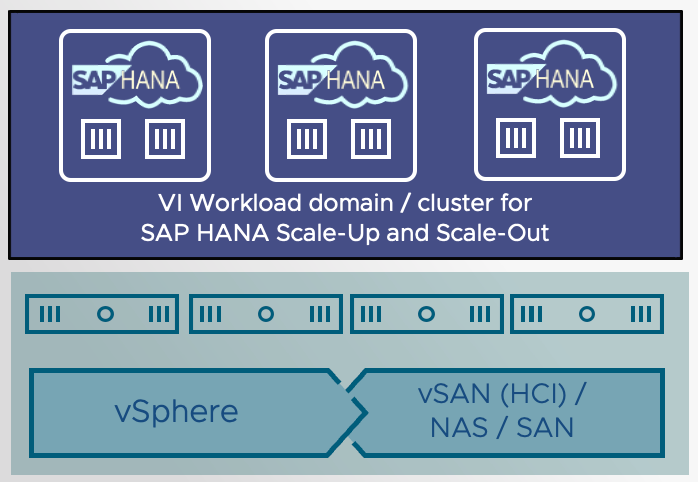 SAP HANA
SAP HANA
SAP HANA
VI Workload domain / cluster for
SAP HANA Scale-Up and Scale-Out
vSphere
vSAN (HCI) /
NAS / SAN